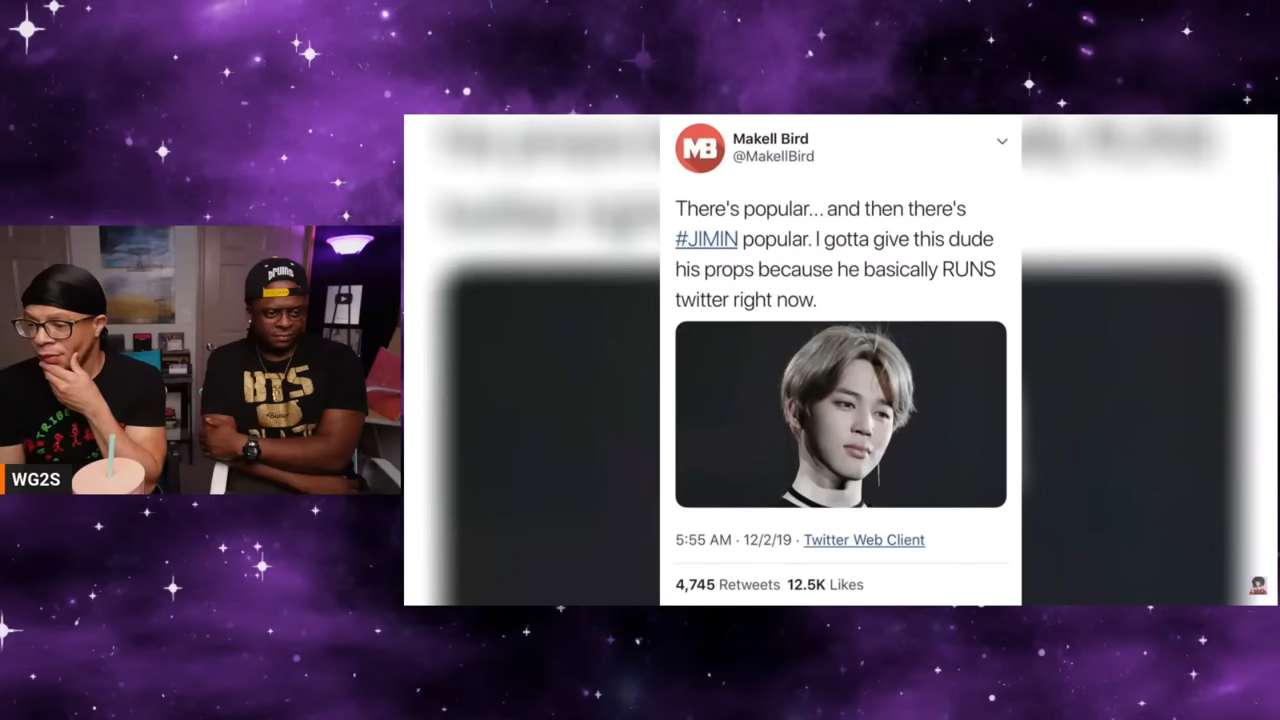 MB
Makell Bird
@MakellBird
There's popular... and then there's
#JIMIN popular. I gotta give this dude
his props because he basically RUNS
twitter right now.
5:55 AM · 12/2/19 · Twitter Web Client
4,745 Retweets 12.5K Likes
BRUINS
BTS
WG2S